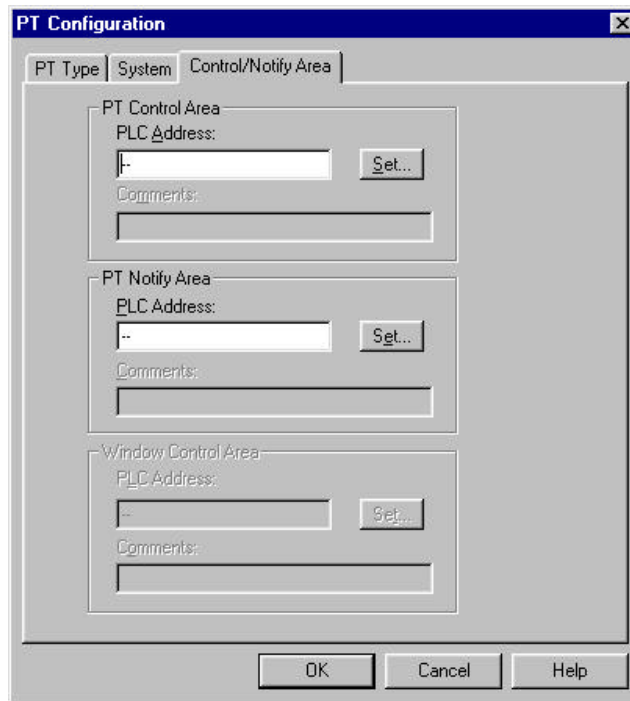 PT Configuration
PT Type System Control/Notify Area
PT Control Area
PLC Address:
-- Set...
Comments:
PT Notify Area
PLC Address:
-- Set...
Comments:
Window Control Area
PLC Address:
-- Set...
Comments:
OK Cancel Help